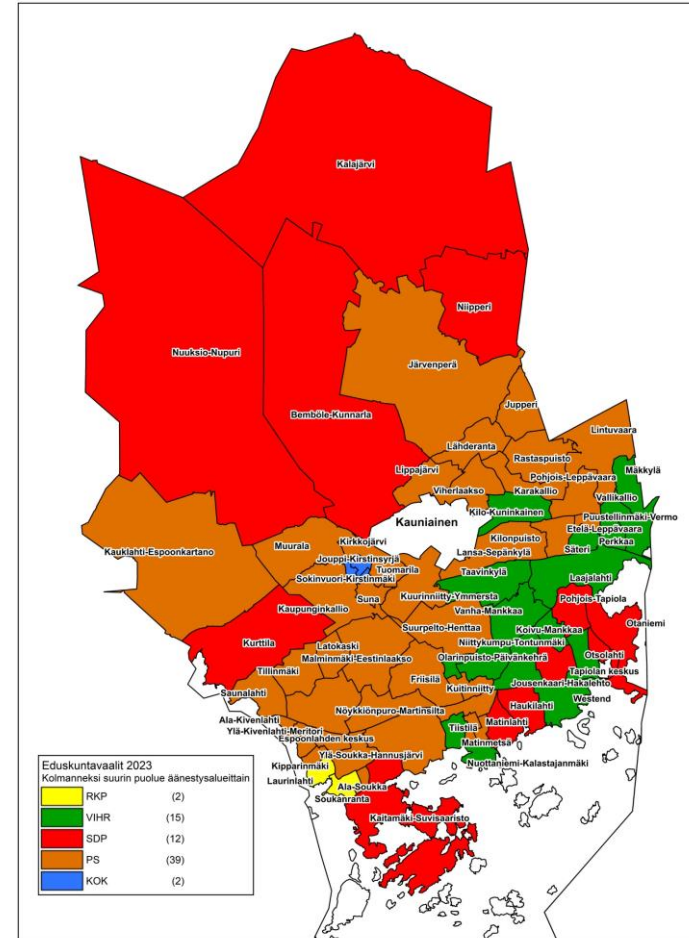 Kalajärvi
Niipperi
Nuuksio-Nupuri
Järvenperä
Bemböle-Kunnarla
Jupperi
Lintuvaara
Lähderanta
Rastaspuisto
Mäkkylä
Lippajärvi
Pohjois-Leppävaara
Viherlaakso
Karakallio
Vallikallio
Kilo-Kuninkainen
Puustellinmäki-Vermo
Kauniainen
Etelä-Leppävaara
Kirkkojärvi
Kilonpuisto
Perkkaa
Muurala
Jouppi-Kirstinsyrjä
Lansa-Sepänkylä
Säteri
Kauklahti-Espoonkartano
Tuomarila
Taavinkylä
Laajalahti
Sokinvuori-Kirstinmäki
Suna
Kuurinniitty-Ymmersta
Pohjois-Tapiola
Kaupunginkallio
Vanha-Mankkaa
Otaniemi
Suurpelto-Henttaa
Koivu-Mankkaa
Kurttila
Latokaski
Niittykumpu-Tontunmäki
Otsolahti
Malminmäki-Eestinlaakso
Olarinpuisto-Päivänkehrä
Tapiolan keskus
Tillinmäki
Friisilä
Jousenkaari-Hakalehto
Saunalahti
Kuitinniitty
Westend
Nöykkiönpuro-Martinsilta
Haukilahti
Ala-Kivenlahti
Tiistilä
Matinlahti
Ylä-Kivenlahti-Meritori
Espoonlahden keskus
Matinmetsä
Ylä-Soukka-Hannusjärvi
Nuottaniemi-Kalastajanmäki
Kipparinmäki
Laurinlahti
Ala-Soukka
Soukanranta
Kaitamäki-Suvisaaristo
Eduskuntavaalit 2023
Kolmanneksi suurin puolue äänestysalueittain
RKP (2)
VIHR (15)
SDP (12)
PS (39)
KOK (2)